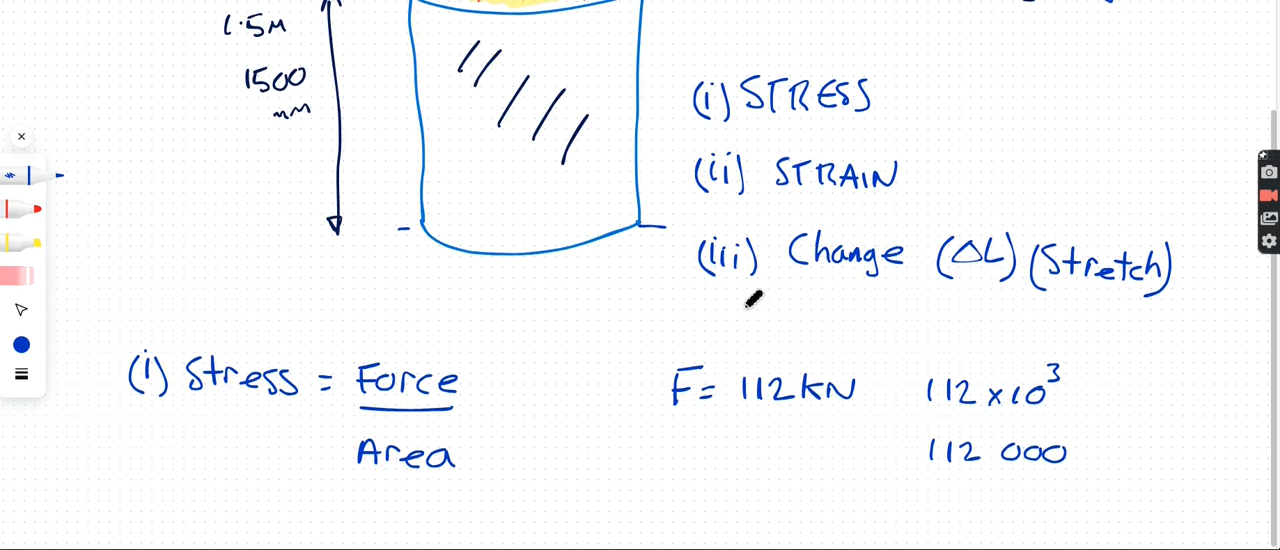 1.5M
1500
mm
(i) STRESS
(ii) STRAIN
(iii) Change (ΔL) (Stretch)
(i) Stress = Force
Area
F = 112KN 112 x 10³
112 000